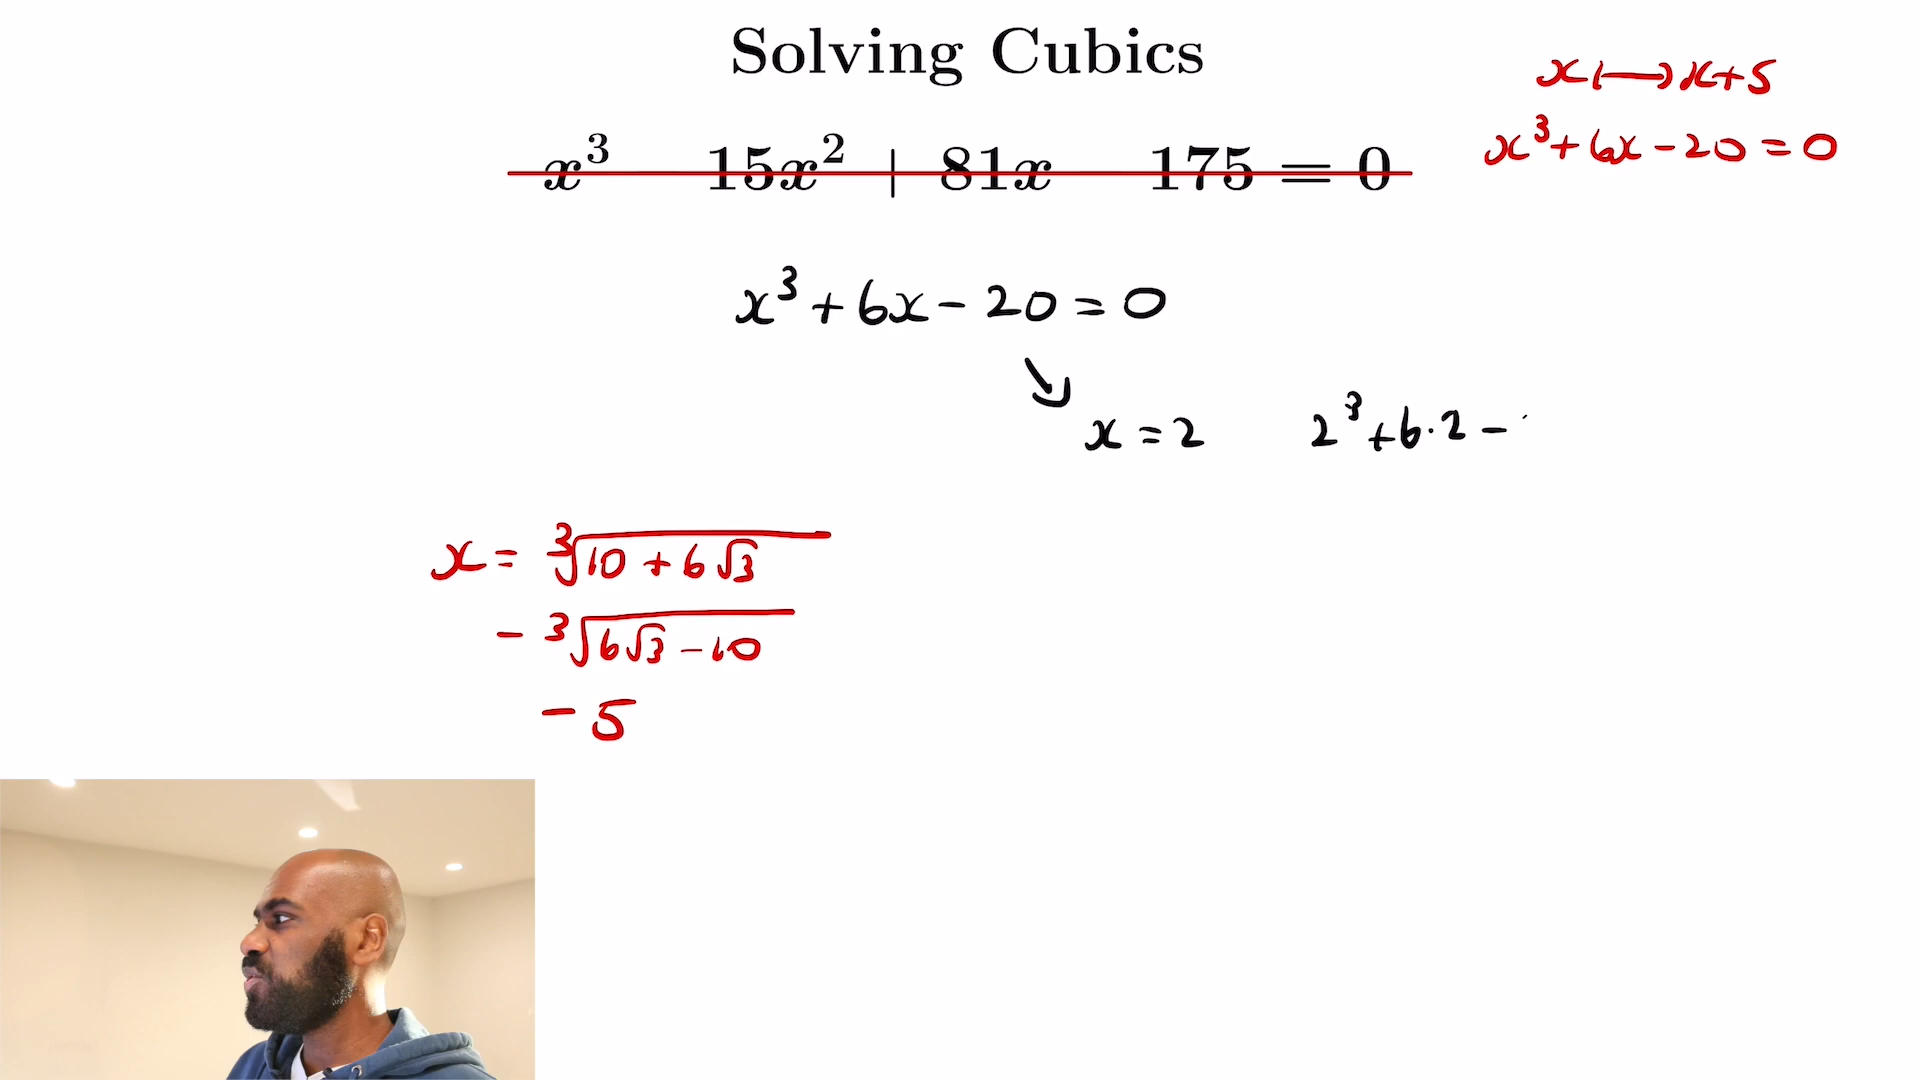 Solving Cubics
x ⟼ x+5
x³ + 6x - 20 = 0
x³ - 15x² + 81x - 175 = 0
x³ + 6x - 20 = 0
↘
x = 2 2³ + 6·2 -
x = ∛(10 + 6√3)
- ∛(6√3 - 10)
- 5